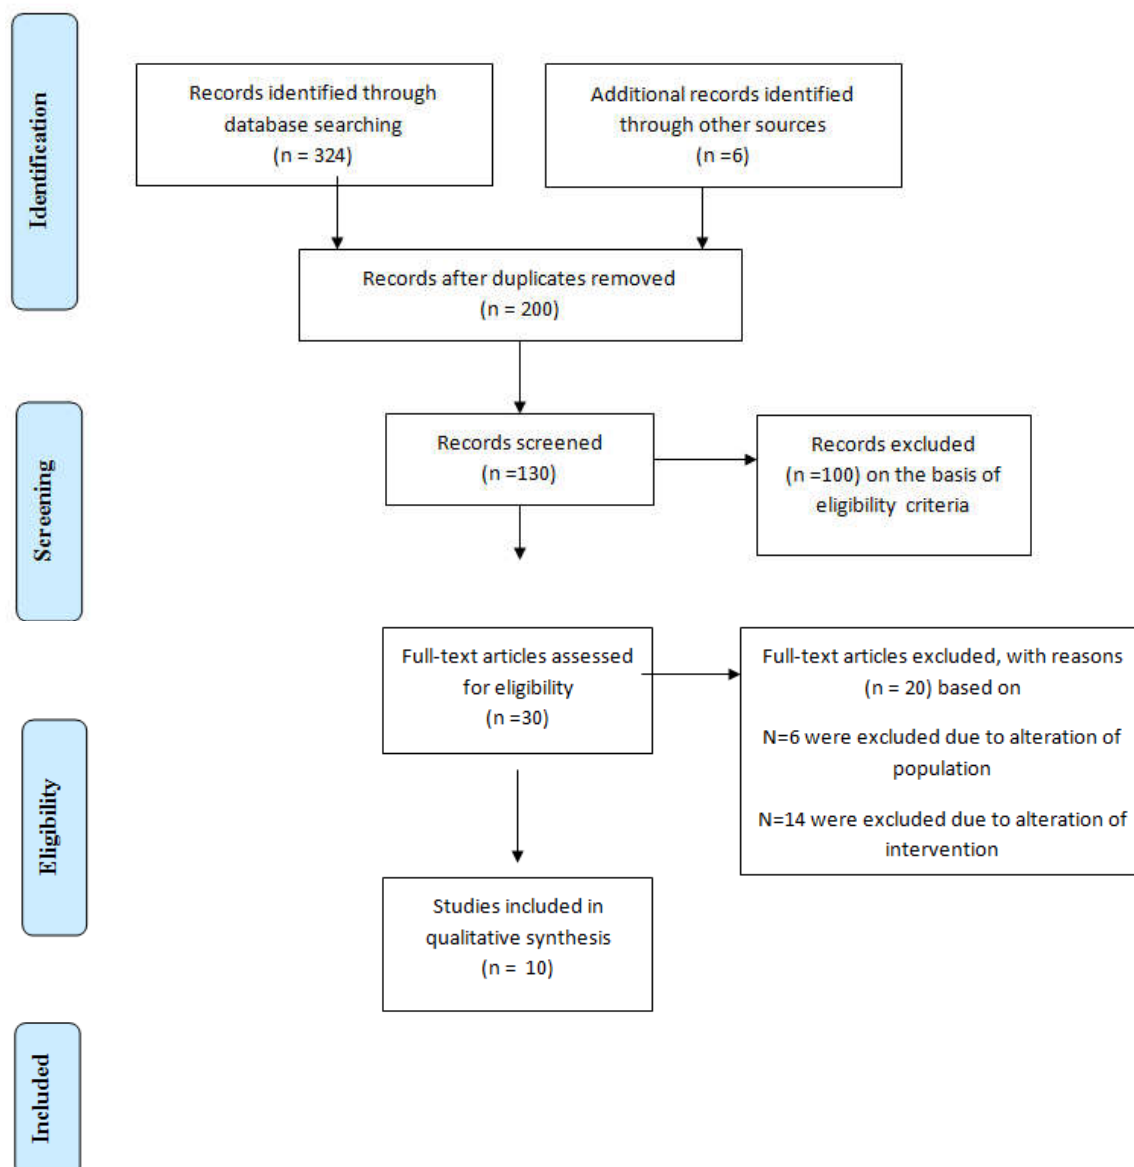 Identification
Records identified through
database searching
(n = 324)
Additional records identified
through other sources
(n =6)
Records after duplicates removed
(n = 200)
Screening
Records screened
(n =130)
Records excluded
(n =100) on the basis of
eligibility criteria
Eligibility
Full-text articles assessed
for eligibility
(n =30)
Full-text articles excluded, with reasons
(n = 20) based on
N=6 were excluded due to alteration of
population
N=14 were excluded due to alteration of
intervention
Studies included in
qualitative synthesis
(n = 10)
Included